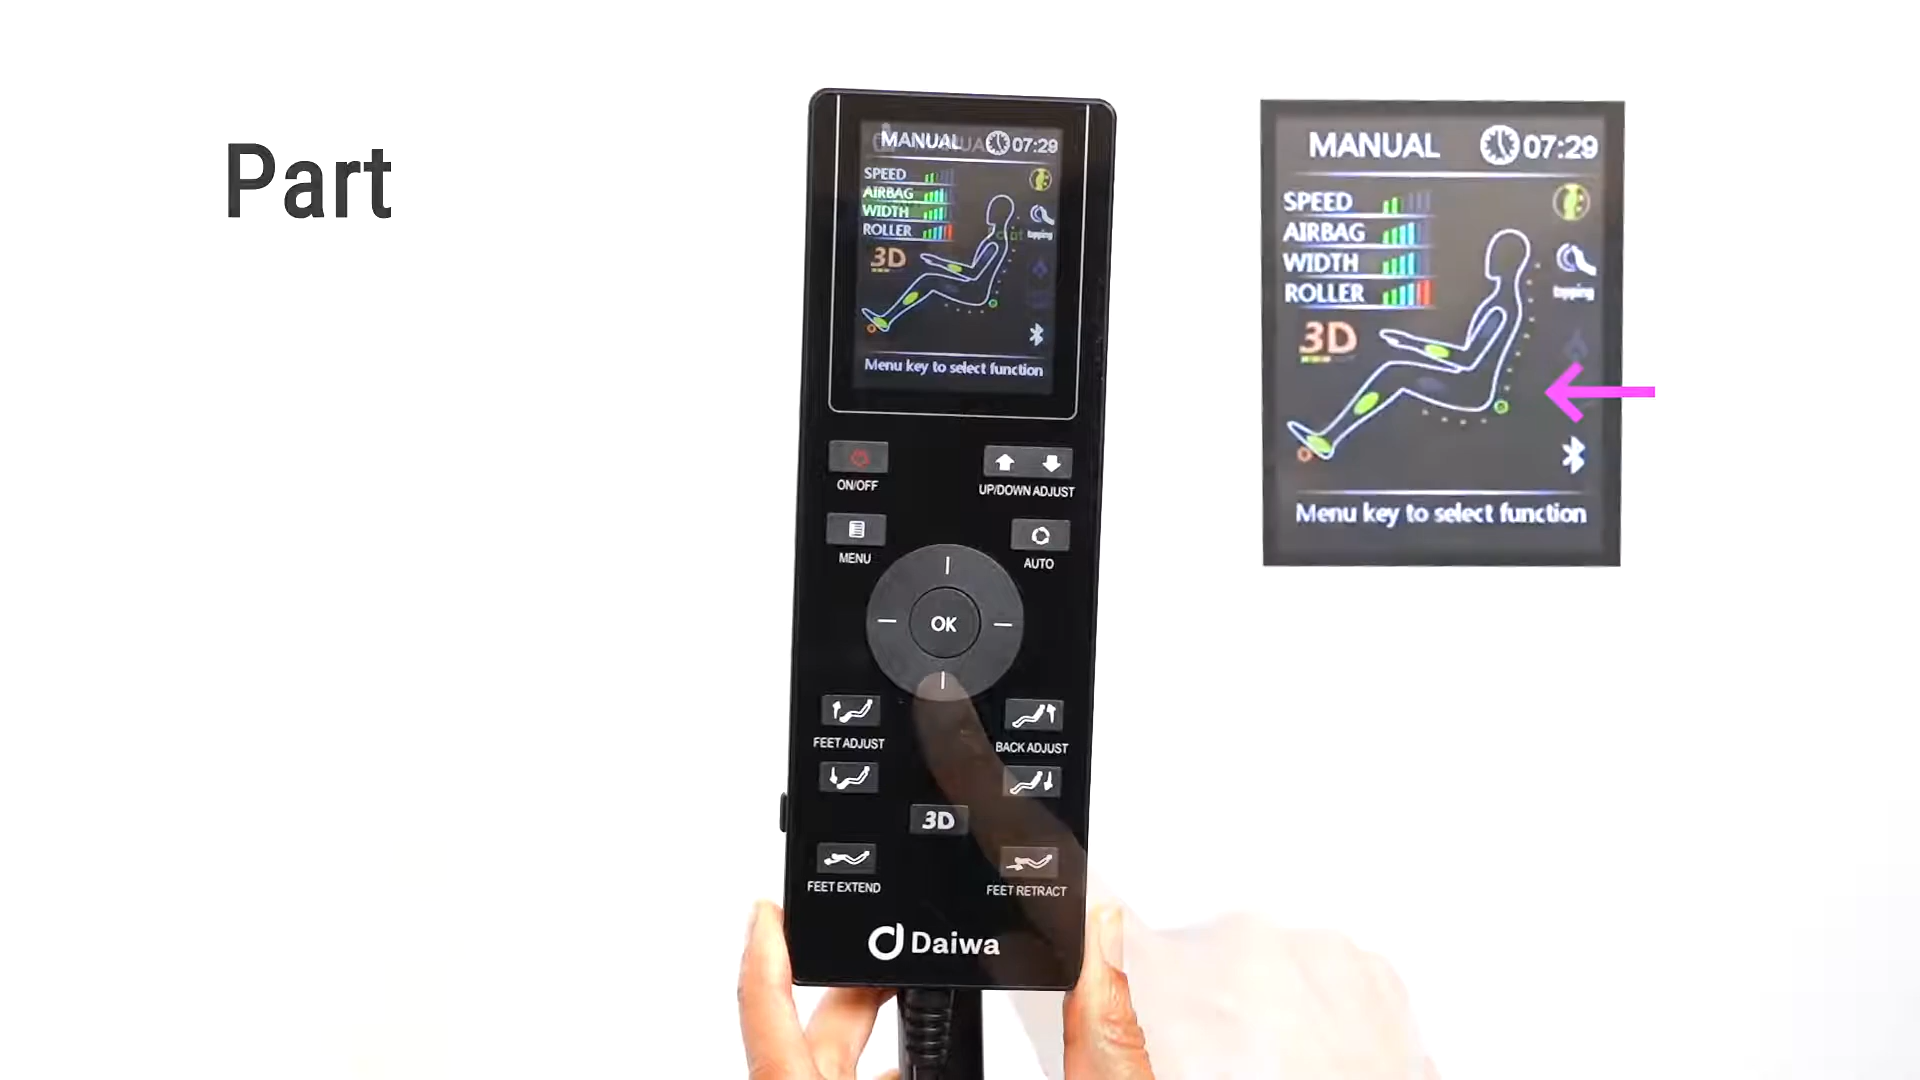 Part
MANUAL 07:29
SPEED
AIRBAG
WIDTH
ROLLER
3D
tapping
Menu key to select function
ON/OFF
UP/DOWN ADJUST
MENU
AUTO
OK
FEET ADJUST
BACK ADJUST
3D
FEET EXTEND
FEET RETRACT
Daiwa
MANUAL 07:29
SPEED
AIRBAG
WIDTH
ROLLER
3D
tapping
Menu key to select function